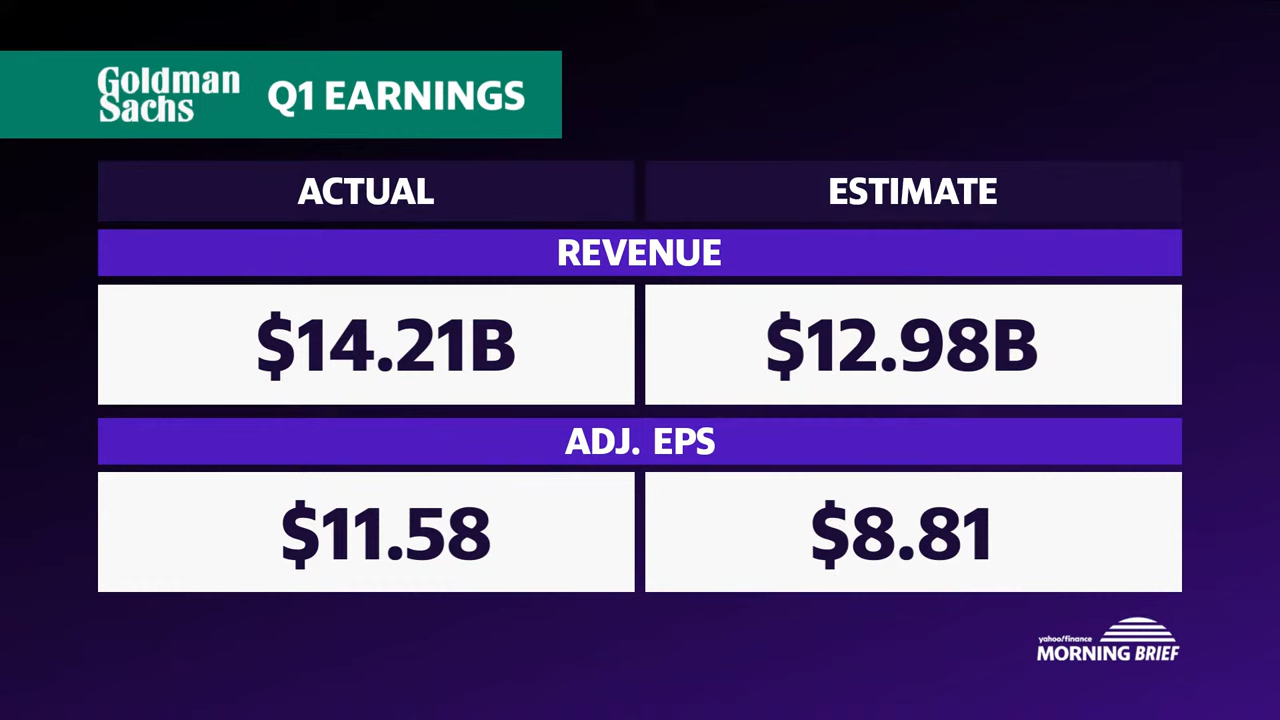 Goldman
Sachs
Q1 EARNINGS
ACTUAL ESTIMATE
REVENUE
$14.21B $12.98B
ADJ. EPS
$11.58 $8.81
yahoo/finance
MORNING BRIEF